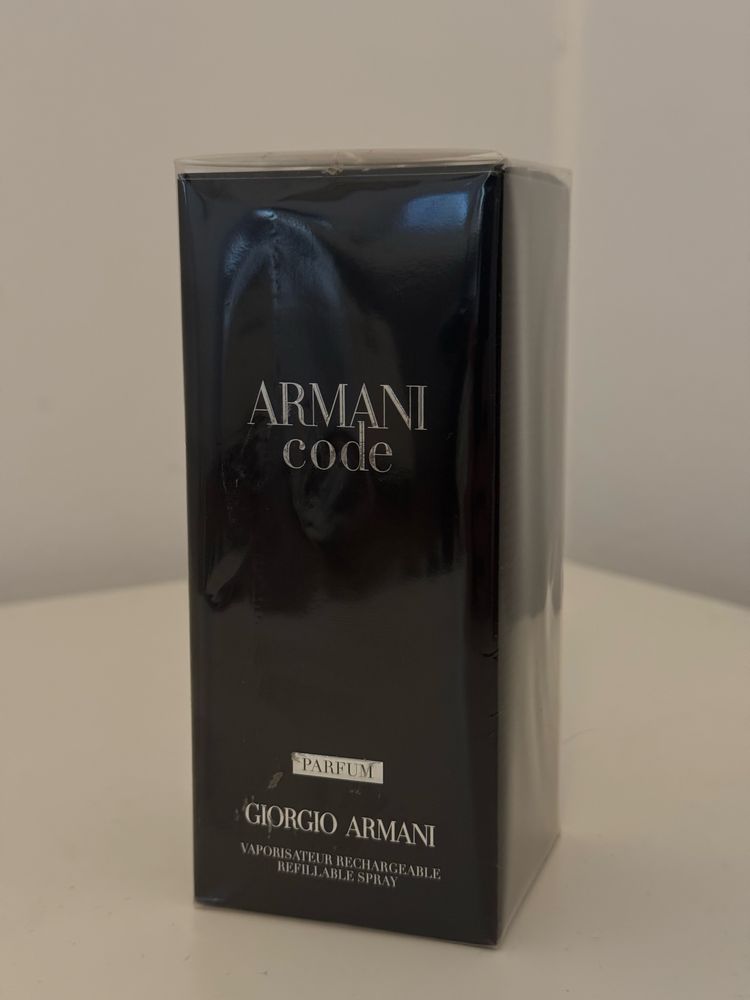 ARMANI
code
PARFUM
GIORGIO ARMANI
VAPORISATEUR RECHARGEABLE
REFILLABLE SPRAY